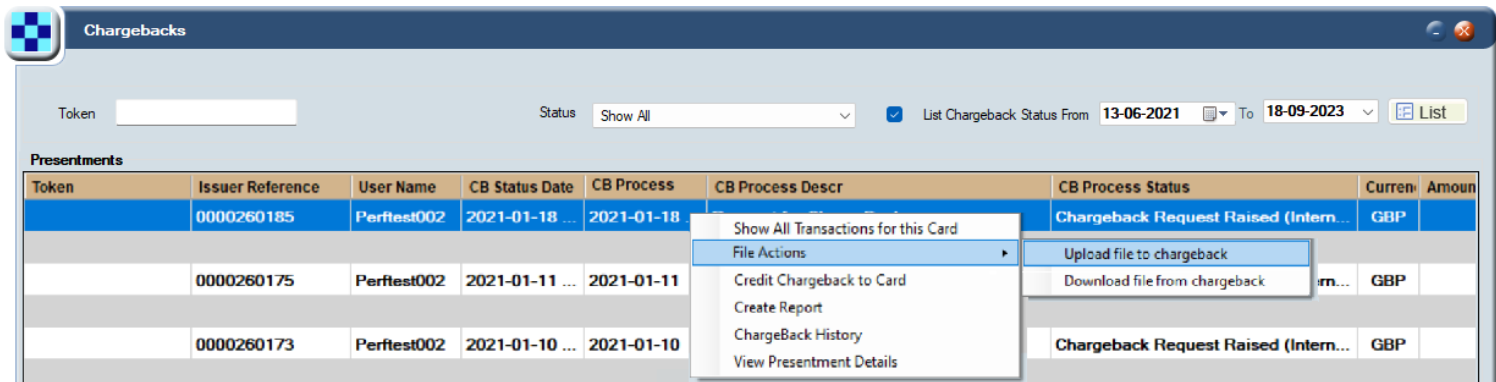 Chargebacks
Token Status Show All List Chargeback Status From 13-06-2021 To 18-09-2023 List
Presentments
Token Issuer Reference User Name CB Status Date CB Process CB Process Descr CB Process Status Curren Amoun
0000260185 Perftest002 2021-01-18 ... 2021-01-18 Chargeback Request Raised (Intern... GBP
Show All Transactions for this Card
File Actions
Upload file to chargeback
Credit Chargeback to Card
Download file from chargeback
0000260175 Perftest002 2021-01-11 ... 2021-01-11 rn... GBP
Create Report
ChargeBack History
0000260173 Perftest002 2021-01-10 ... 2021-01-10 Chargeback Request Raised (Intern... GBP
View Presentment Details